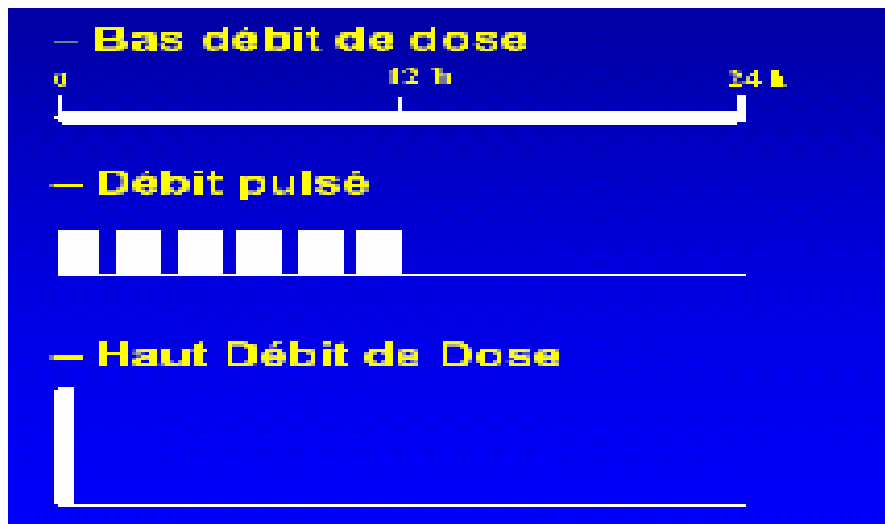 – Bas débit de dose
0 12 h 24 h
– Débit pulsé
– Haut Débit de Dose